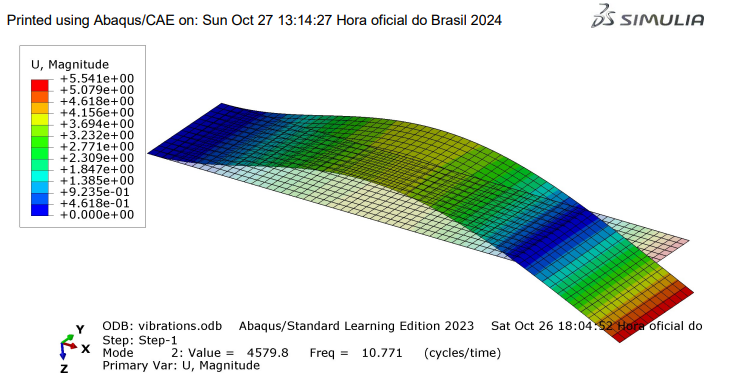 Printed using Abaqus/CAE on: Sun Oct 27 13:14:27 Hora oficial do Brasil 2024
SIMULIA
U, Magnitude
+5.541e+00
+5.079e+00
+4.618e+00
+4.156e+00
+3.694e+00
+3.232e+00
+2.771e+00
+2.309e+00
+1.847e+00
+1.385e+00
+9.235e-01
+4.618e-01
+0.000e+00
Y
X
Z
ODB: vibrations.odb Abaqus/Standard Learning Edition 2023 Sat Oct 26 18:04:52 Hora oficial do
Step: Step-1
Mode 2: Value = 4579.8 Freq = 10.771 (cycles/time)
Primary Var: U, Magnitude